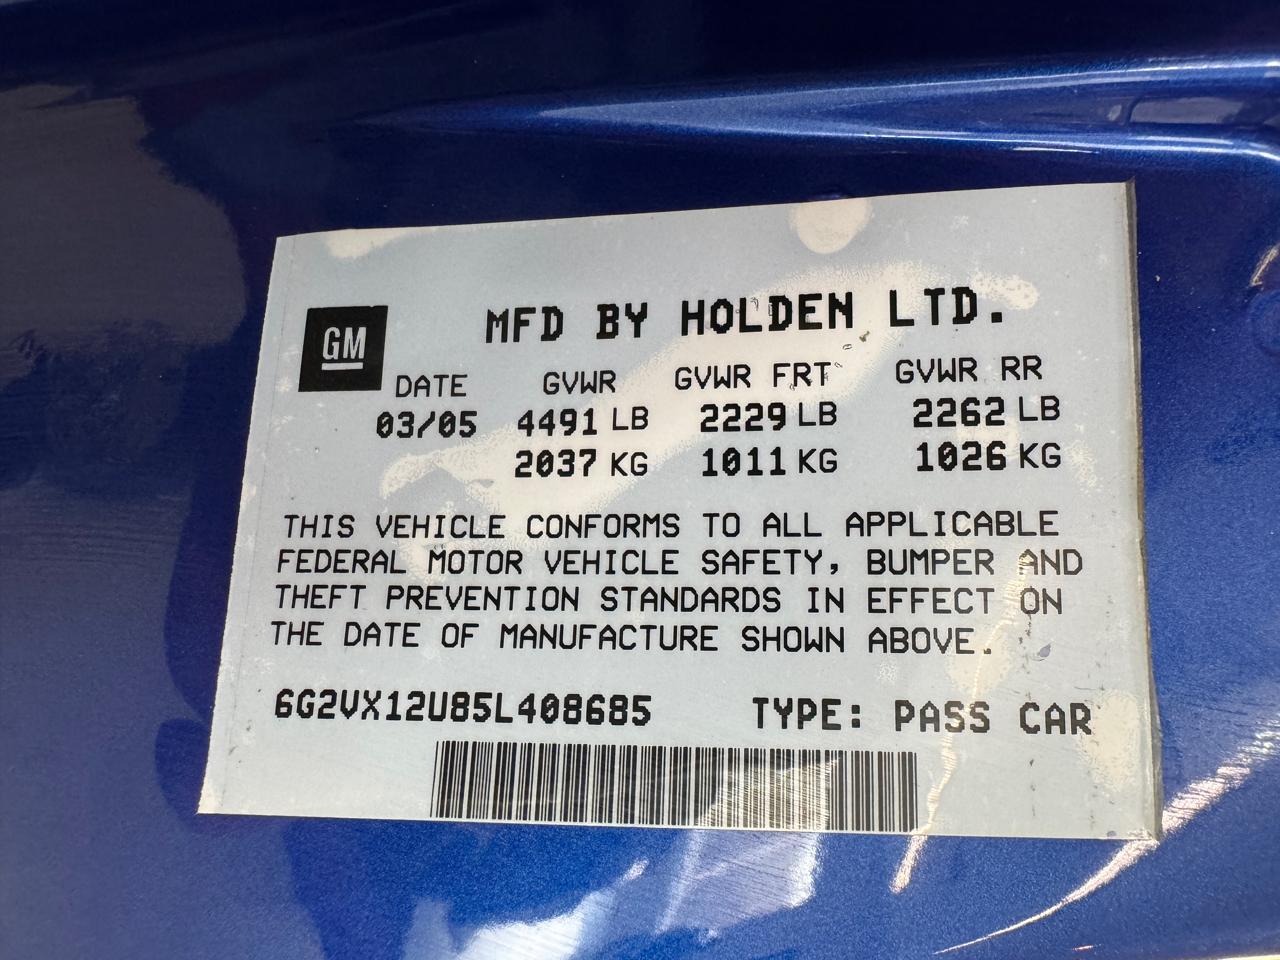 GM
MFD BY HOLDEN LTD.
DATE GVWR GVWR FRT GVWR RR
03/05 4491 LB 2229 LB 2262 LB
2037 KG 1011 KG 1026 KG
THIS VEHICLE CONFORMS TO ALL APPLICABLE
FEDERAL MOTOR VEHICLE SAFETY, BUMPER AND
THEFT PREVENTION STANDARDS IN EFFECT ON
THE DATE OF MANUFACTURE SHOWN ABOVE.
6G2VX12U85L408685 TYPE: PASS CAR